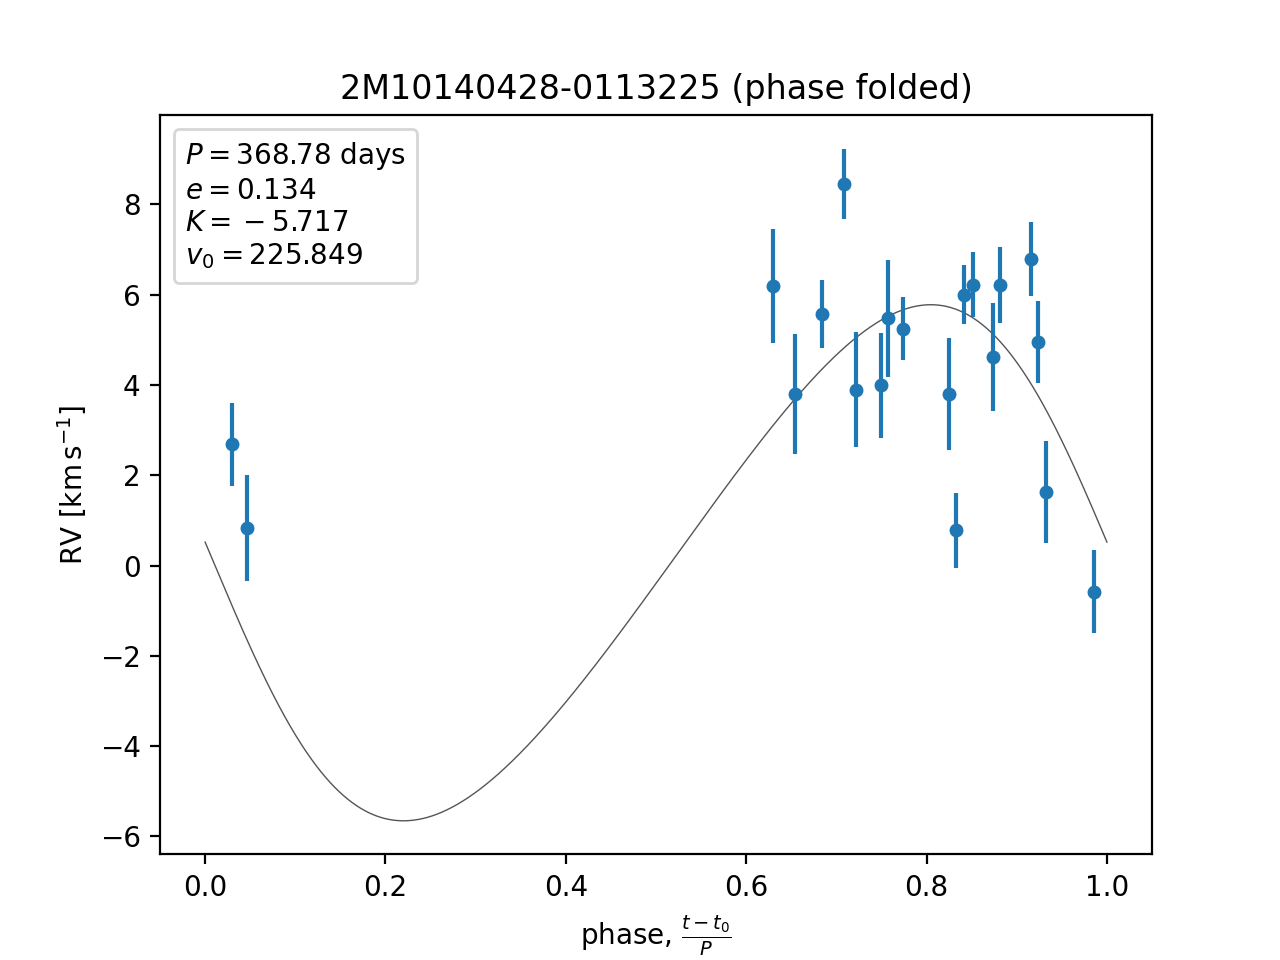 2M10140428-0113225 (phase folded)
P = 368.78 days
e = 0.134
K = −5.717
v₀ = 225.849
8
6
4
2
0
−2
−4
−6
RV [km s⁻¹]
0.0 0.2 0.4 0.6 0.8 1.0
phase, (t − t₀)/P